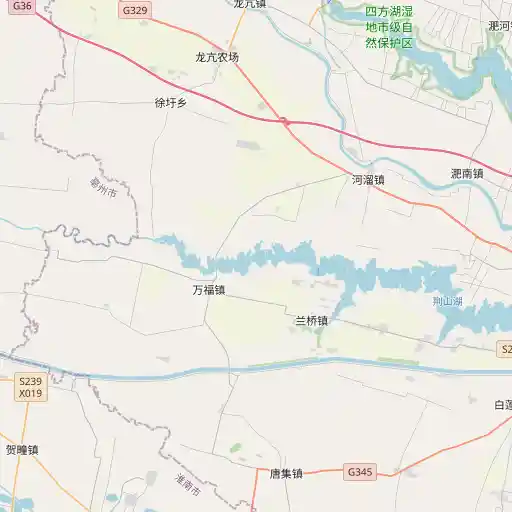 G36
G329
龙亢镇
四方湖湿
地市级自
然保护区
淝河
龙亢农场
徐圩乡
亳州市
河溜镇
淝南镇
万福镇
荆山湖
兰桥镇
S2
S239
X019
白莲
贺疃镇
淮南市
唐集镇
G345